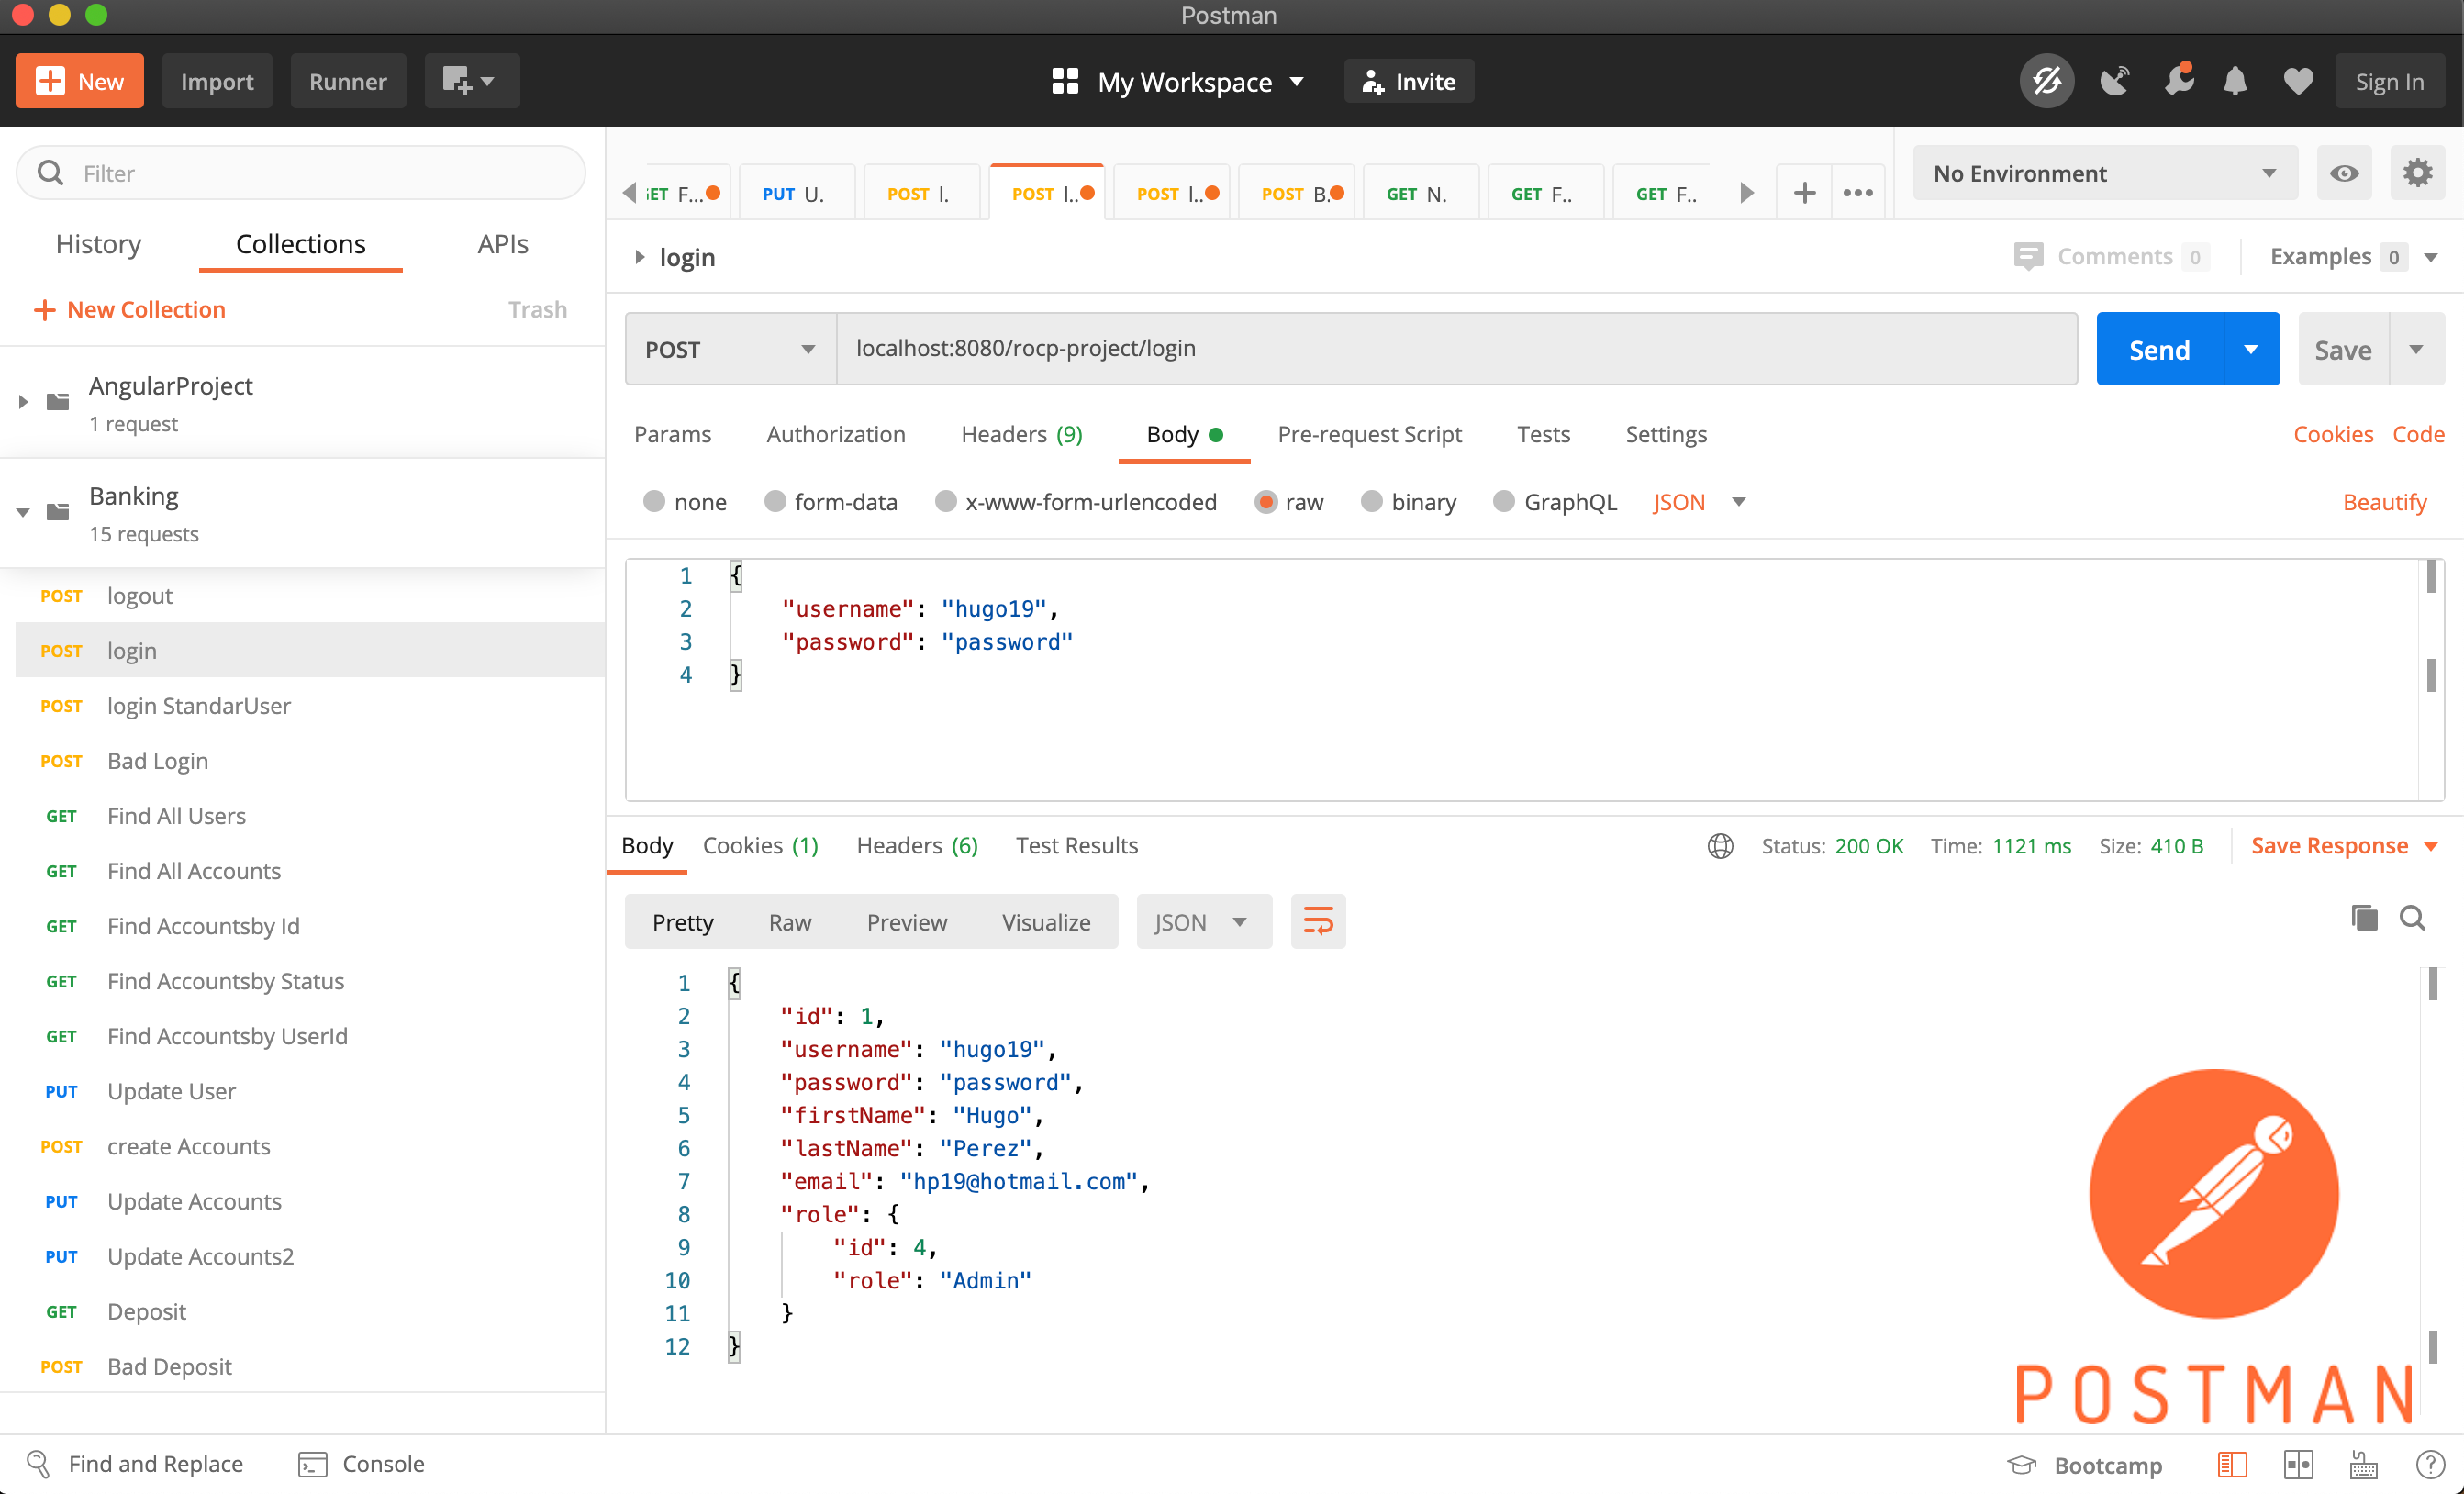 Postman
New
Import
Runner
My Workspace
Invite
Sign In
Filter
History
Collections
APIs
New Collection
Trash
AngularProject
1 request
Banking
15 requests
POST logout
POST login
POST login StandarUser
POST Bad Login
GET Find All Users
GET Find All Accounts
GET Find Accountsby Id
GET Find Accountsby Status
GET Find Accountsby UserId
PUT Update User
POST create Accounts
PUT Update Accounts
PUT Update Accounts2
GET Deposit
POST Bad Deposit
F...
PUT U.
POST l.
POST l..
POST l..
POST B.
GET N.
GET F..
GET F..
No Environment
login
Comments 0
Examples 0
POST
localhost:8080/rocp-project/login
Send
Save
Params
Authorization
Headers (9)
Body
Pre-request Script
Tests
Settings
Cookies
Code
none
form-data
x-www-form-urlencoded
raw
binary
GraphQL
JSON
Beautify
1 {
2 "username": "hugo19",
3 "password": "password"
4 }
Body
Cookies (1)
Headers (6)
Test Results
Status: 200 OK
Time: 1121 ms
Size: 410 B
Save Response
Pretty
Raw
Preview
Visualize
JSON
1 {
2 "id": 1,
3 "username": "hugo19",
4 "password": "password",
5 "firstName": "Hugo",
6 "lastName": "Perez",
7 "email": "hp19@hotmail.com",
8 "role": {
9 "id": 4,
10 "role": "Admin"
11 }
12 }
POSTMAN
Find and Replace
Console
Bootcamp